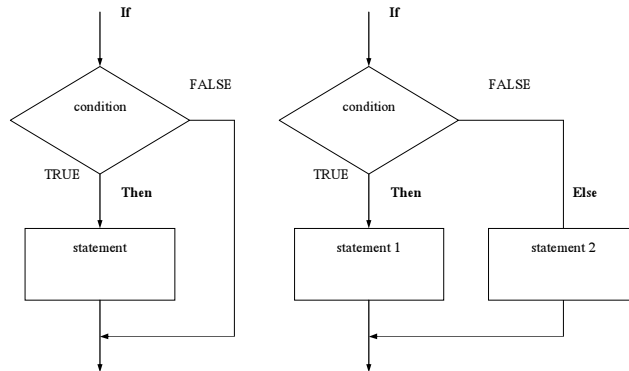 If
FALSE
condition
TRUE
Then
statement
If
FALSE
condition
TRUE
Then
Else
statement 1
statement 2